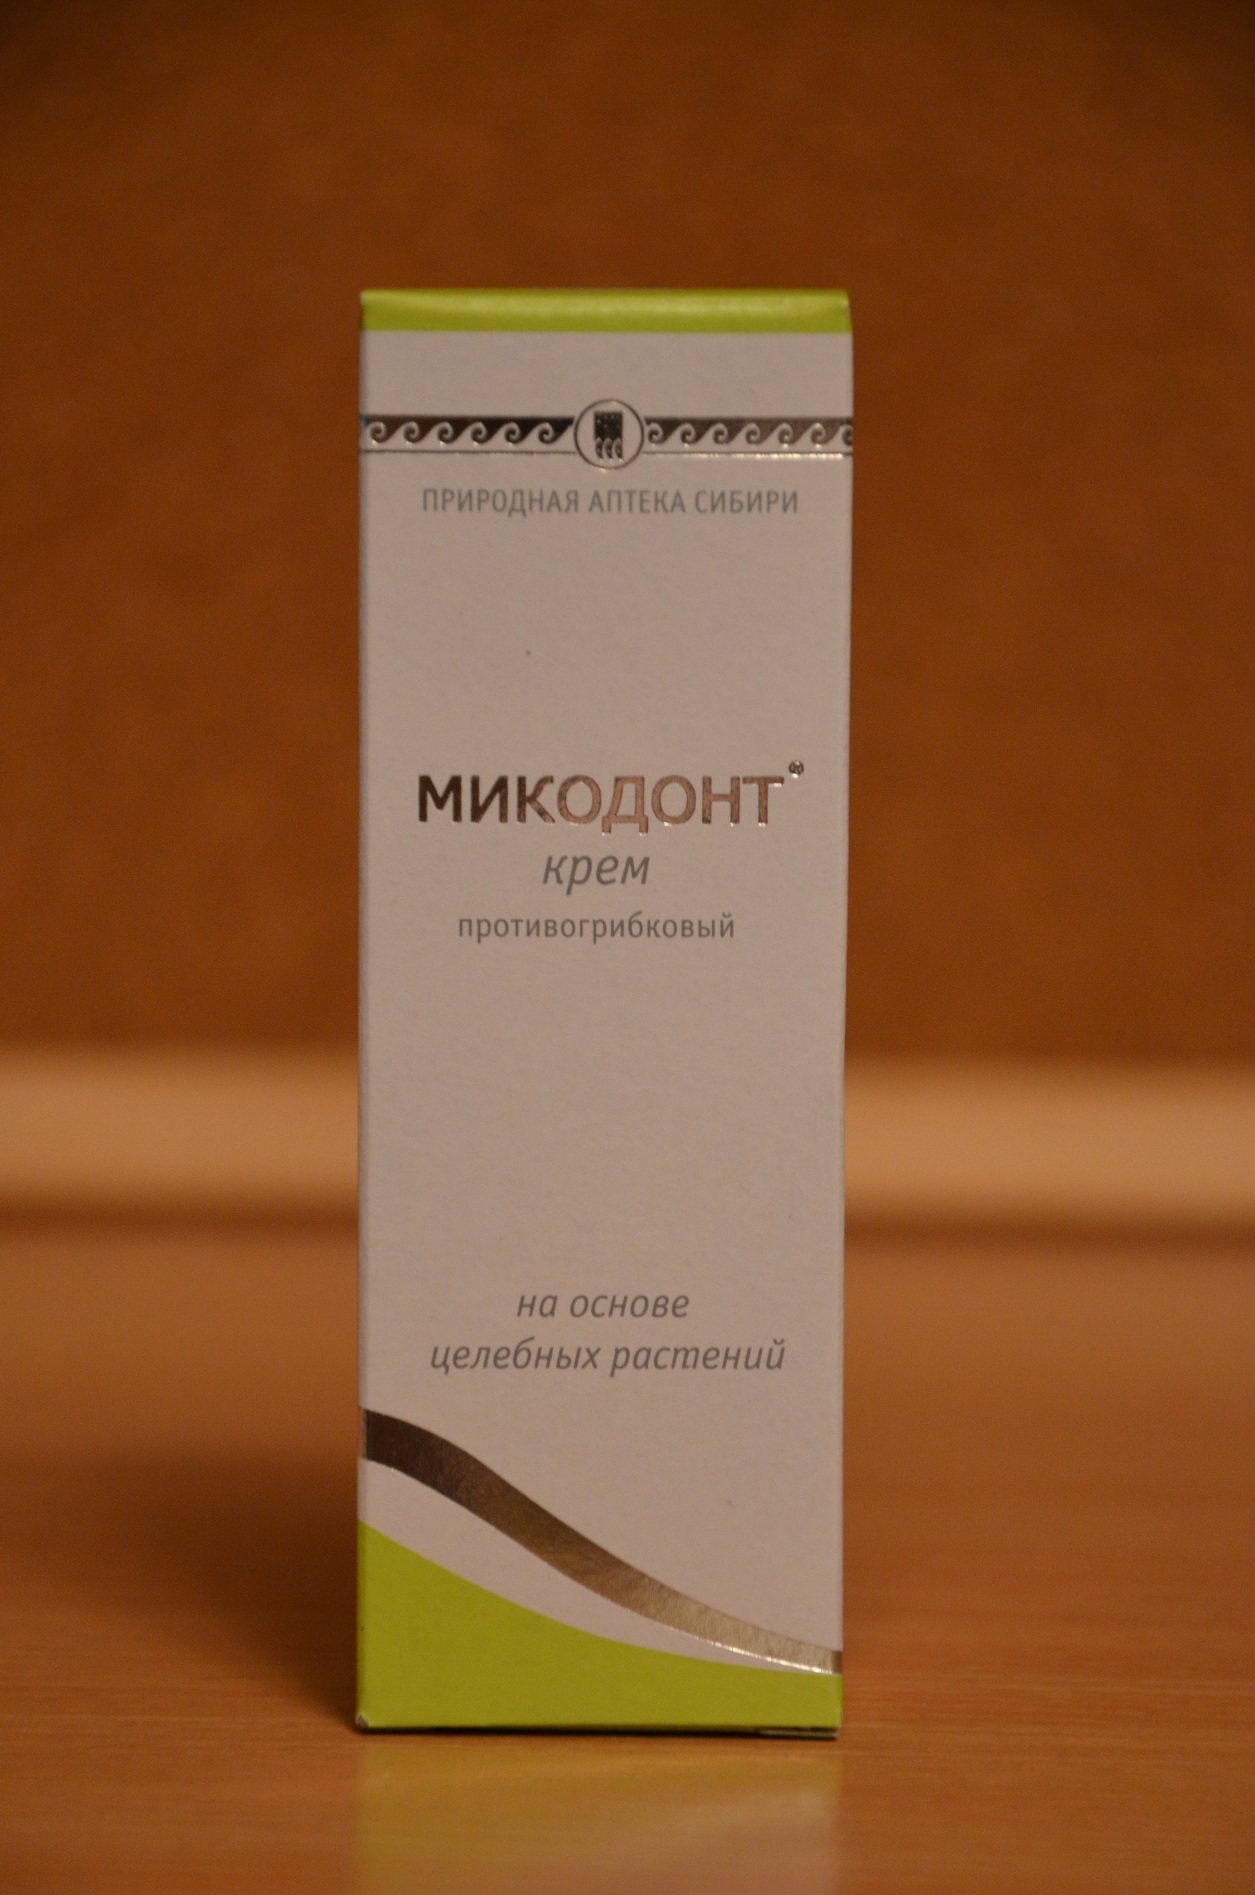 ПРИРОДНАЯ АПТЕКА СИБИРИ
МИКОДОНТ®
крем
противогрибковый
на основе
целебных растений